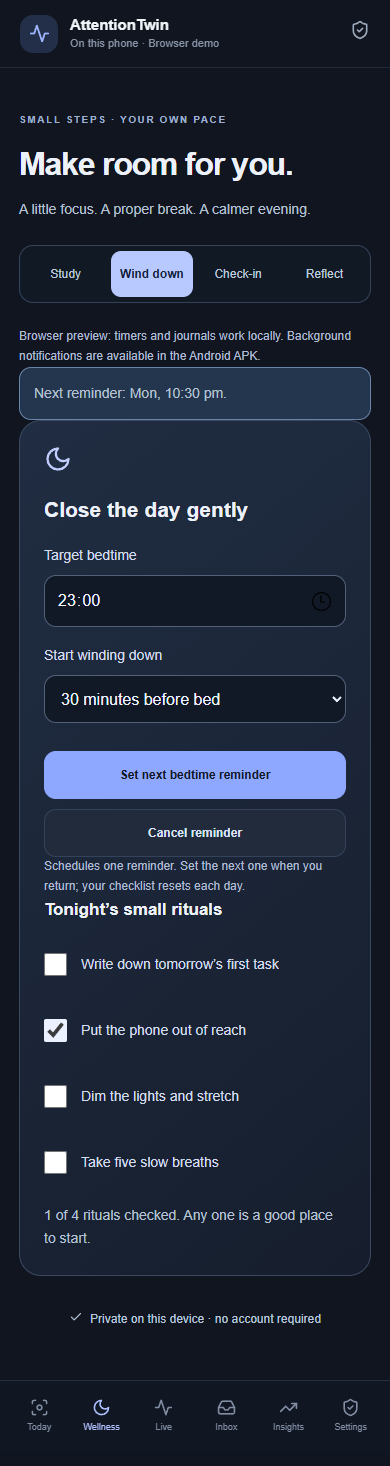 AttentionTwin
On this phone · Browser demo
SMALL STEPS · YOUR OWN PACE
Make room for you.
A little focus. A proper break. A calmer evening.
Study
Wind down
Check-in
Reflect
Browser preview: timers and journals work locally. Background
notifications are available in the Android APK.
Next reminder: Mon, 10:30 pm.
Close the day gently
Target bedtime
23:00
Start winding down
30 minutes before bed
Set next bedtime reminder
Cancel reminder
Schedules one reminder. Set the next one when you
return; your checklist resets each day.
Tonight’s small rituals
Write down tomorrow’s first task
Put the phone out of reach
Dim the lights and stretch
Take five slow breaths
1 of 4 rituals checked. Any one is a good place
to start.
Private on this device · no account required
Today
Wellness
Live
Inbox
Insights
Settings